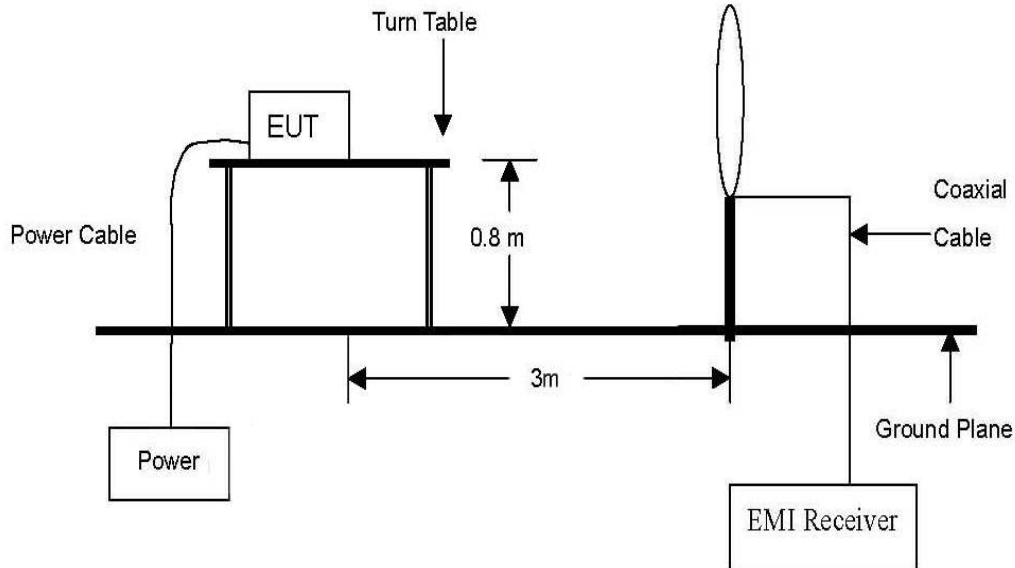 Turn Table
EUT
Coaxial
Power Cable
0.8 m
Cable
3m
Ground Plane
Power
EMI Receiver